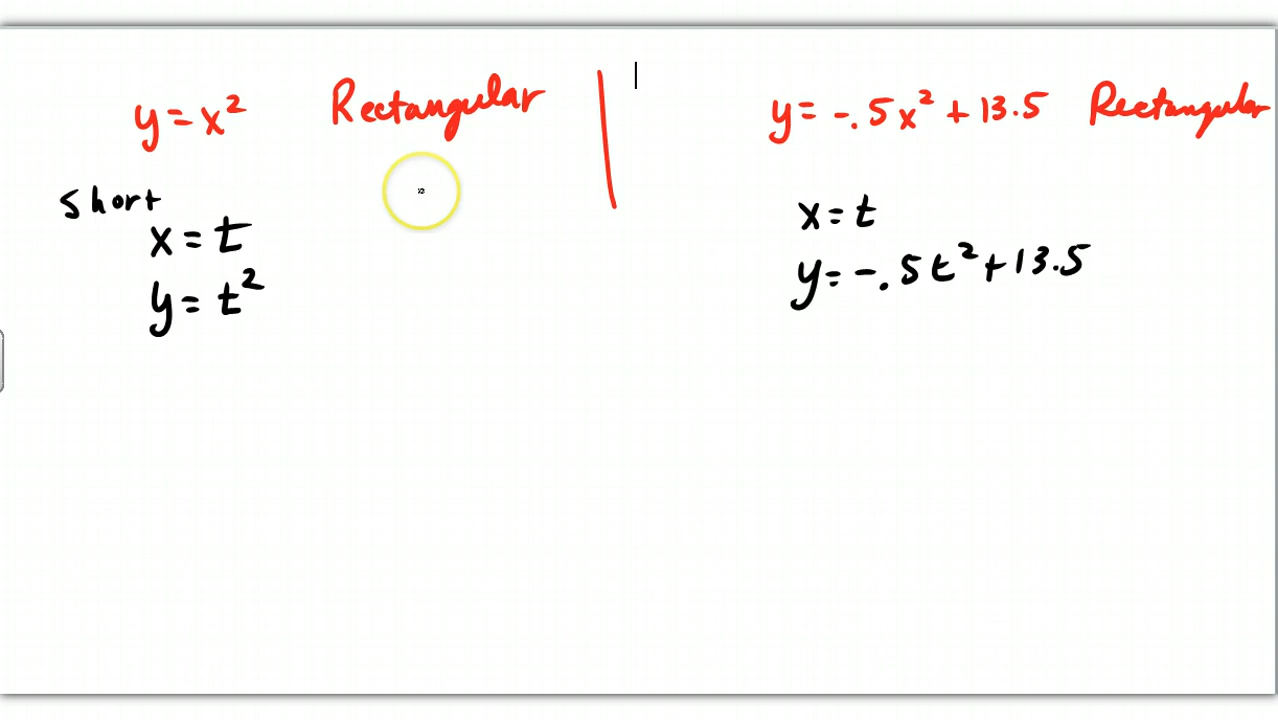 y = x² Rectangular
short
x = t
y = t²
y = -.5x² + 13.5 Rectangular
x = t
y = -.5t² + 13.5